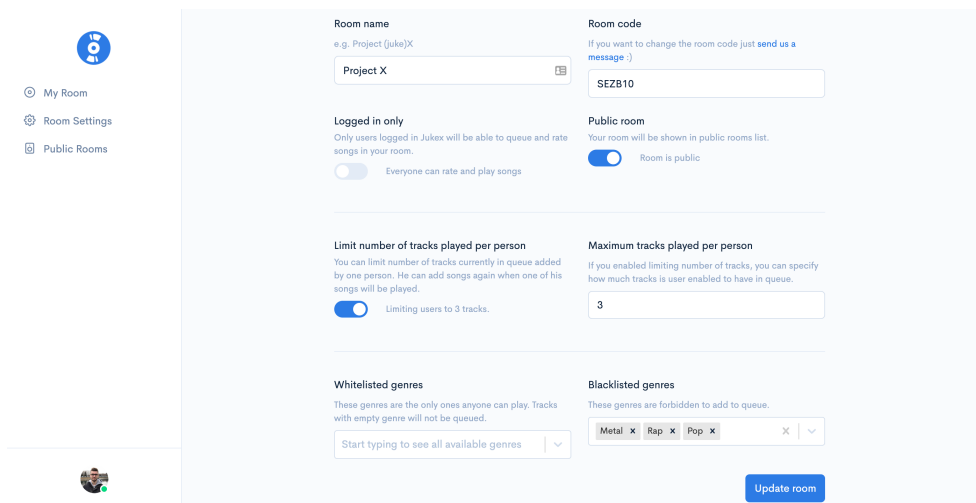 My Room
Room Settings
Public Rooms
Room name
e.g. Project (juke)X
Project X
Room code
If you want to change the room code just send us a
message :)
SEZB10
Logged in only
Only users logged in Jukex will be able to queue and rate
songs in your room.
Everyone can rate and play songs
Public room
Your room will be shown in public rooms list.
Room is public
Limit number of tracks played per person
You can limit number of tracks currently in queue added
by one person. He can add songs again when one of his
songs will be played.
Limiting users to 3 tracks.
Maximum tracks played per person
If you enabled limiting number of tracks, you can specify
how much tracks is user enabled to have in queue.
3
Whitelisted genres
These genres are the only ones anyone can play. Tracks
with empty genre will not be queued.
Start typing to see all available genres
Blacklisted genres
These genres are forbidden to add to queue.
Metal x Rap x Pop x
Update room